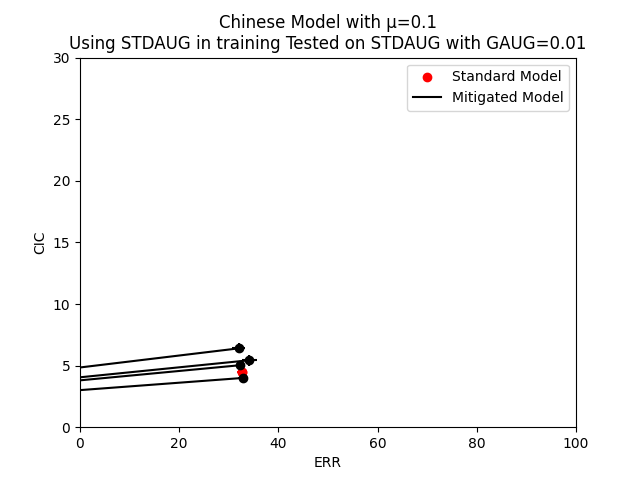 Chinese Model with μ=0.1
Using STDAUG in training Tested on STDAUG with GAUG=0.01
Standard Model
Mitigated Model
30
25
20
15
10
5
0
CIC
0 20 40 60 80 100
ERR